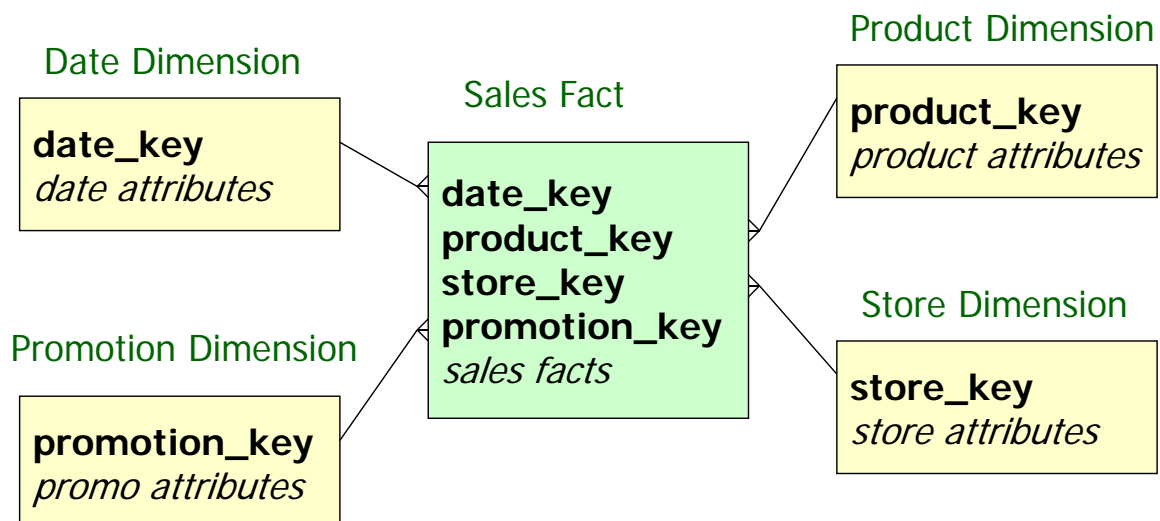 Date Dimension
date_key
date attributes
Promotion Dimension
promotion_key
promo attributes
Sales Fact
date_key
product_key
store_key
promotion_key
sales facts
Product Dimension
product_key
product attributes
Store Dimension
store_key
store attributes